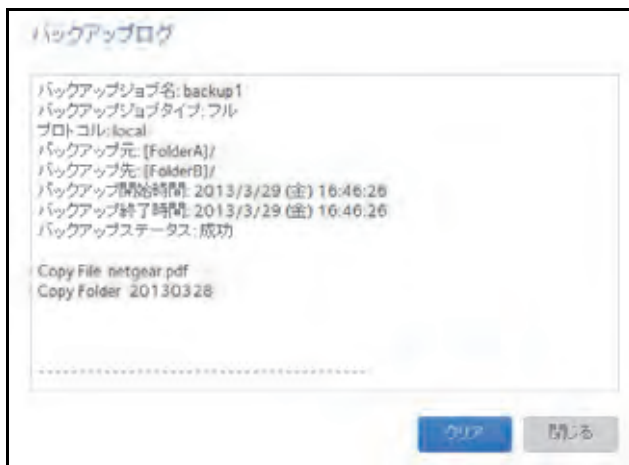 バックアップログ
バックアップジョブ名: backup1
バックアップジョブタイプ: フル
プロトコル: local
バックアップ元: [FolderA]/
バックアップ先: [FolderB]/
バックアップ開始時間: 2013/3/29 (金) 16:46:26
バックアップ終了時間: 2013/3/29 (金) 16:46:26
バックアップステータス: 成功
Copy File netgear.pdf
Copy Folder 20130328
----------------------------------------
クリア 閉じる